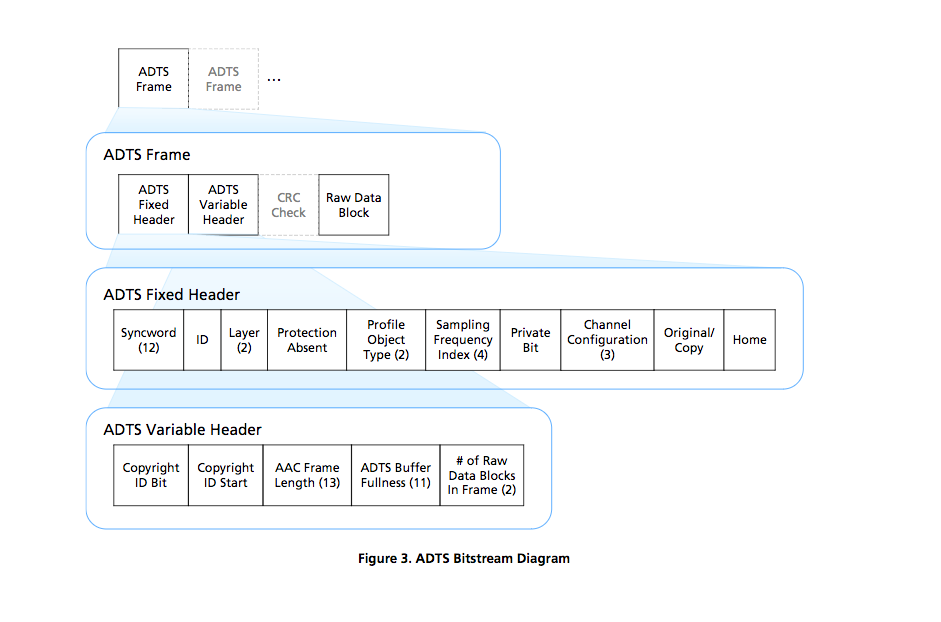 ADTS
Frame
ADTS
Frame
...
ADTS Frame
ADTS
Fixed
Header
ADTS
Variable
Header
CRC
Check
Raw Data
Block
ADTS Fixed Header
Syncword
(12)
ID
Layer
(2)
Protection
Absent
Profile
Object
Type (2)
Sampling
Frequency
Index (4)
Private
Bit
Channel
Configuration
(3)
Original/
Copy
Home
ADTS Variable Header
Copyright
ID Bit
Copyright
ID Start
AAC Frame
Length (13)
ADTS Buffer
Fullness (11)
# of Raw
Data Blocks
In Frame (2)
Figure 3. ADTS Bitstream Diagram